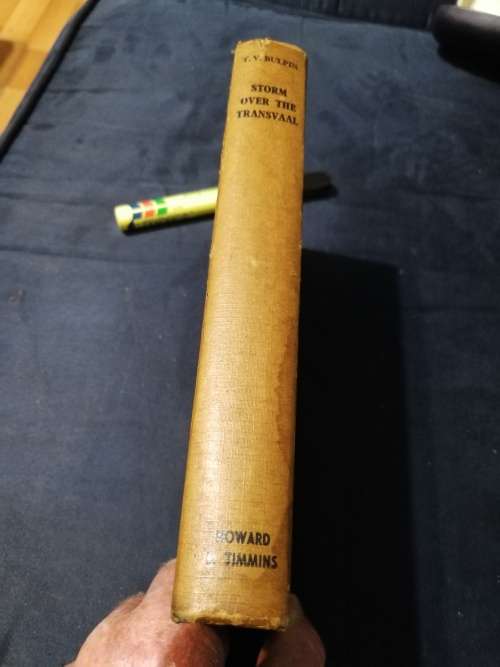 T. V. BULPIN
STORM
OVER THE
TRANSVAAL
HOWARD
B. TIMMINS